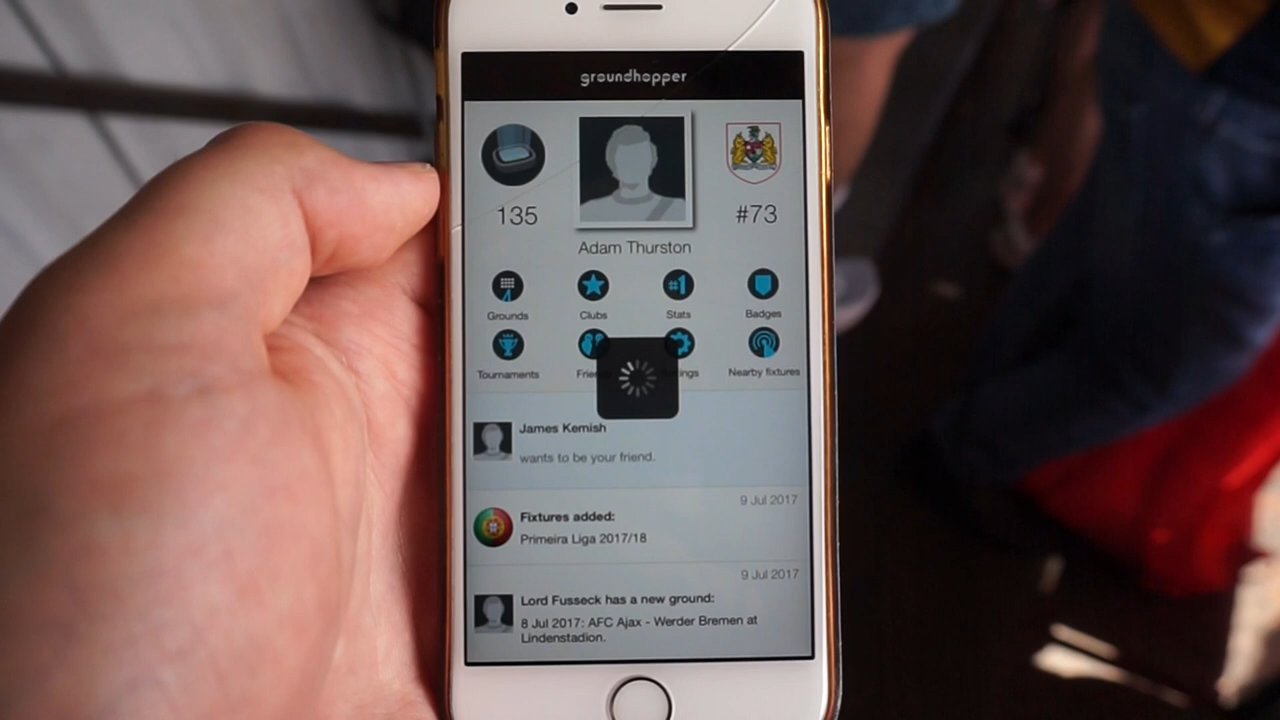 groundhopper
135
#73
Adam Thurston
Grounds
Clubs
#1
Stats
Badges
Tournaments
Nearby fixtures
James Kemish
wants to be your friend.
9 Jul 2017
Fixtures added:
Primeira Liga 2017/18
9 Jul 2017
Lord Fusseck has a new ground:
8 Jul 2017: AFC Ajax - Werder Bremen at
Lindenstadion.